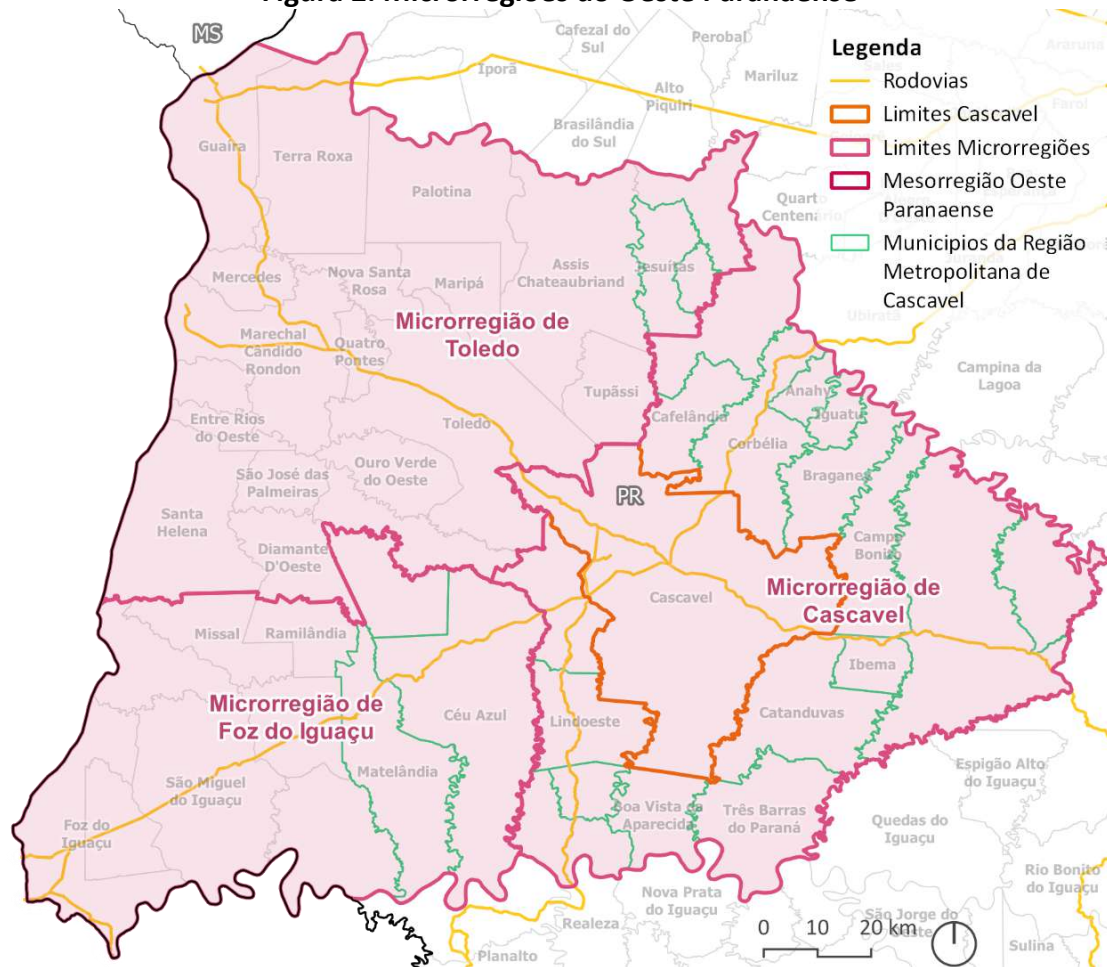 Figura 2. Microrregiões do Oeste Paranaense
MS
Cafezal do
Sul
Perobal
Iporã
Mariluz
Alto
Piquiri
Brasilândia
do Sul
Araruna
Farol
Legenda
Rodovias
Limites Cascavel
Limites Microrregiões
Mesorregião Oeste
Paranaense
Municipios da Região
Metropolitana de
Cascavel
Guaíra
Terra Roxa
Palotina
Quarto
Centenário
Jesuítas
Assis
Chateaubriand
Mercedes
Nova Santa
Rosa
Maripá
Ubiratã
Microrregião de
Toledo
Marechal
Cândido
Rondon
Quatro
Pontes
Campina da
Lagoa
Tupãssi
Anahy
Iguatu
Cafelândia
Corbélia
Entre Rios
do Oeste
Toledo
Braganey
São José das
Palmeiras
Ouro Verde
do Oeste
PR
Santa
Helena
Diamante
D'Oeste
Campo
Bonito
Cascavel
Microrregião de
Cascavel
Missal
Ramilândia
Ibema
Microrregião de
Foz do Iguaçu
Céu Azul
Lindoeste
Catanduvas
Matelândia
São Miguel
do Iguaçu
Espigão Alto
do Iguaçu
Foz do
Iguaçu
Boa Vista da
Aparecida
Três Barras
do Paraná
Quedas do
Iguaçu
Rio Bonito
do Iguaçu
Nova Prata
do Iguaçu
Realeza
São Jorge do
Oeste
Planalto
Sulina
0 10 20 km